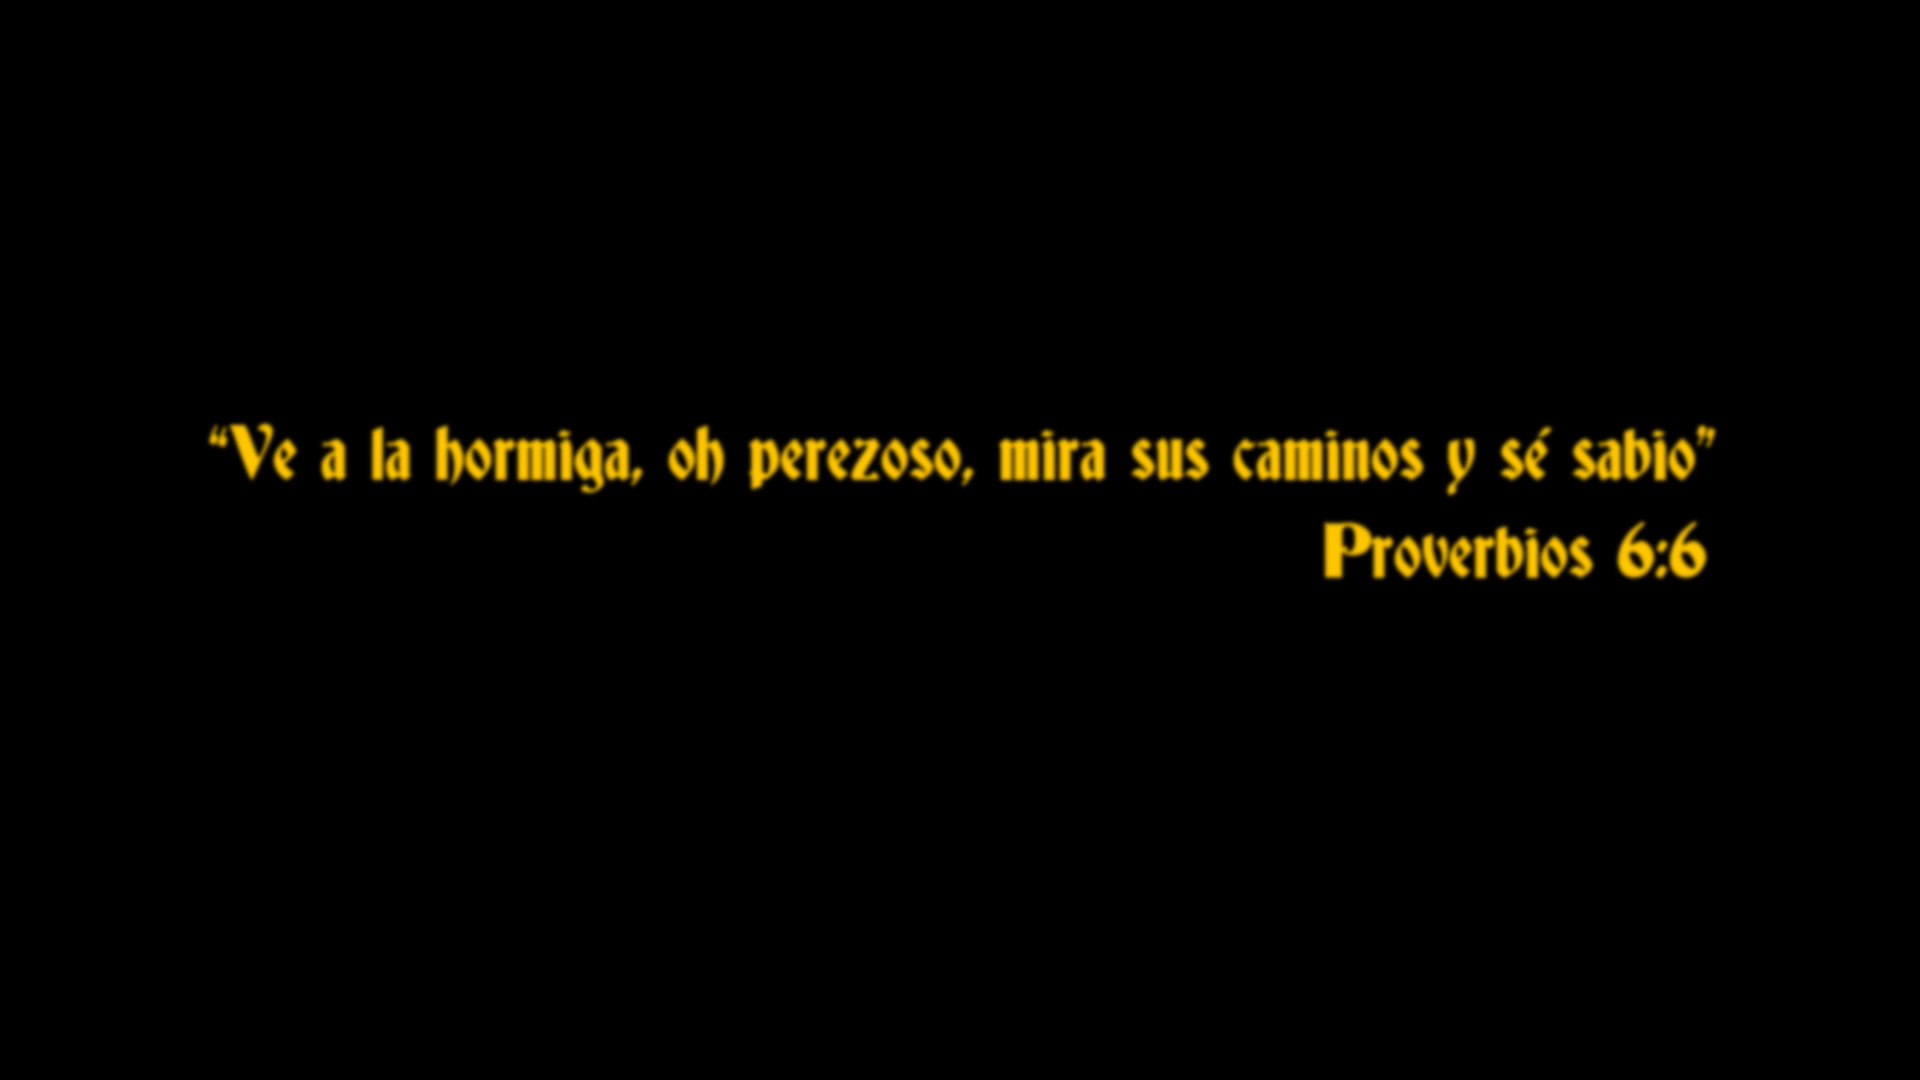 “Ve a la hormiga, oh perezoso, mira sus caminos y sé sabio”
Proverbios 6:6